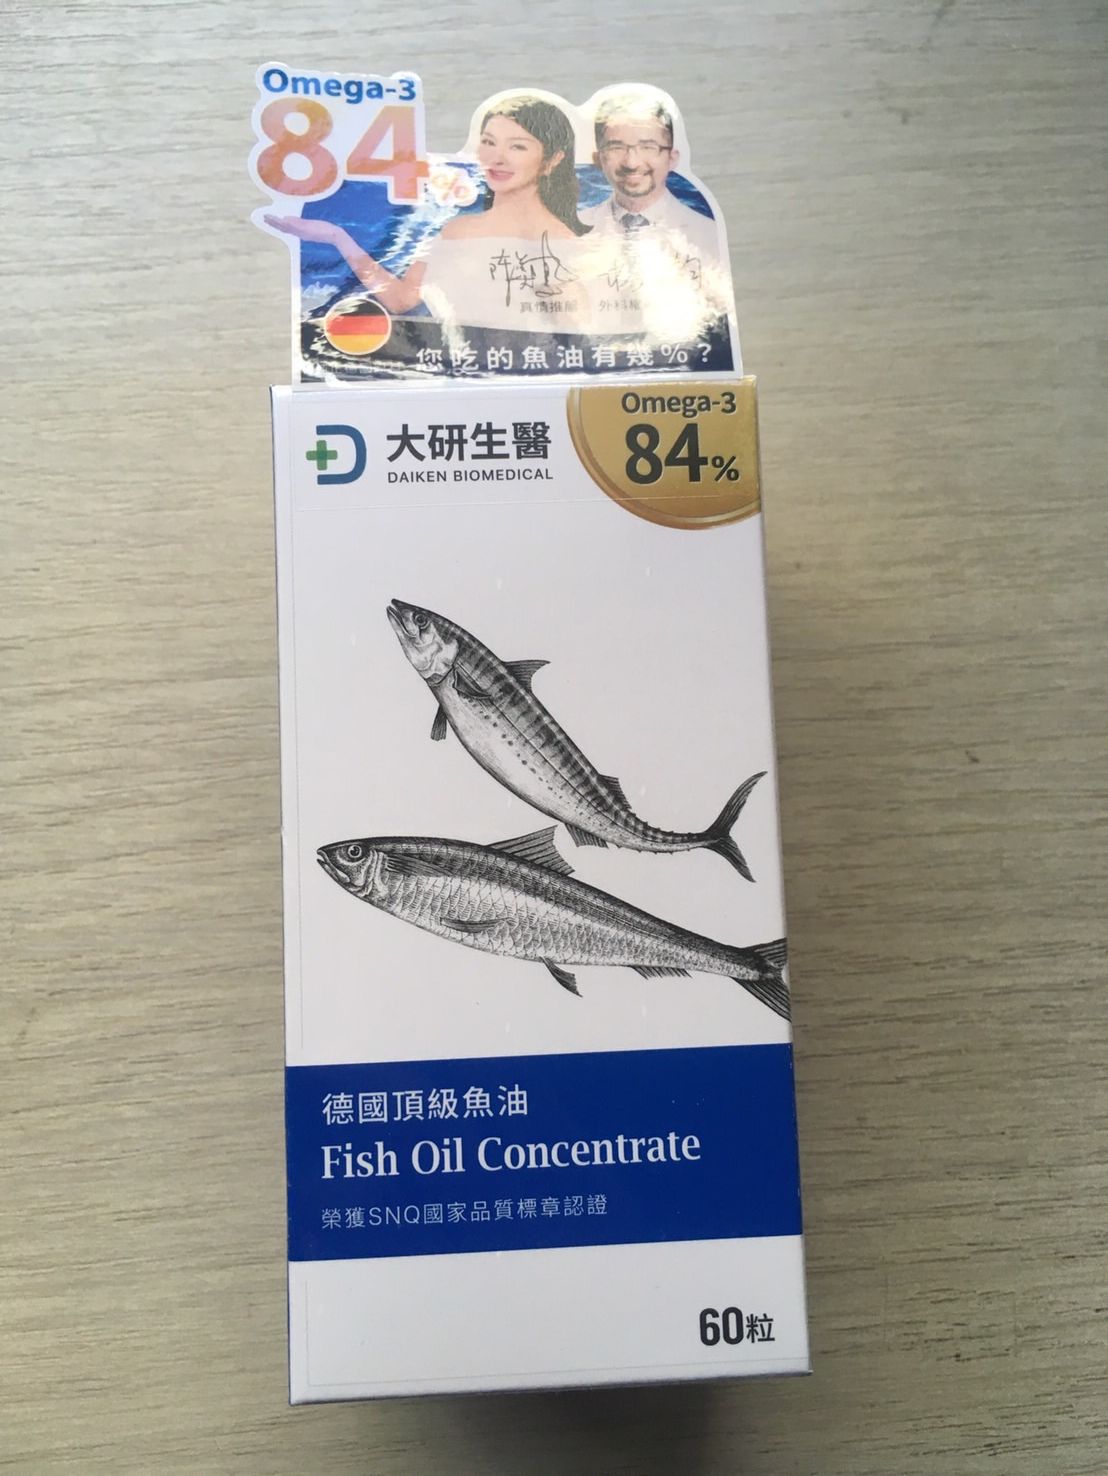 Omega-3
84%
真情推薦
您吃的魚油有幾%？
大研生醫
DAIKEN BIOMEDICAL
Omega-3
84%
德國頂級魚油
Fish Oil Concentrate
榮獲SNQ國家品質標章認證
60粒